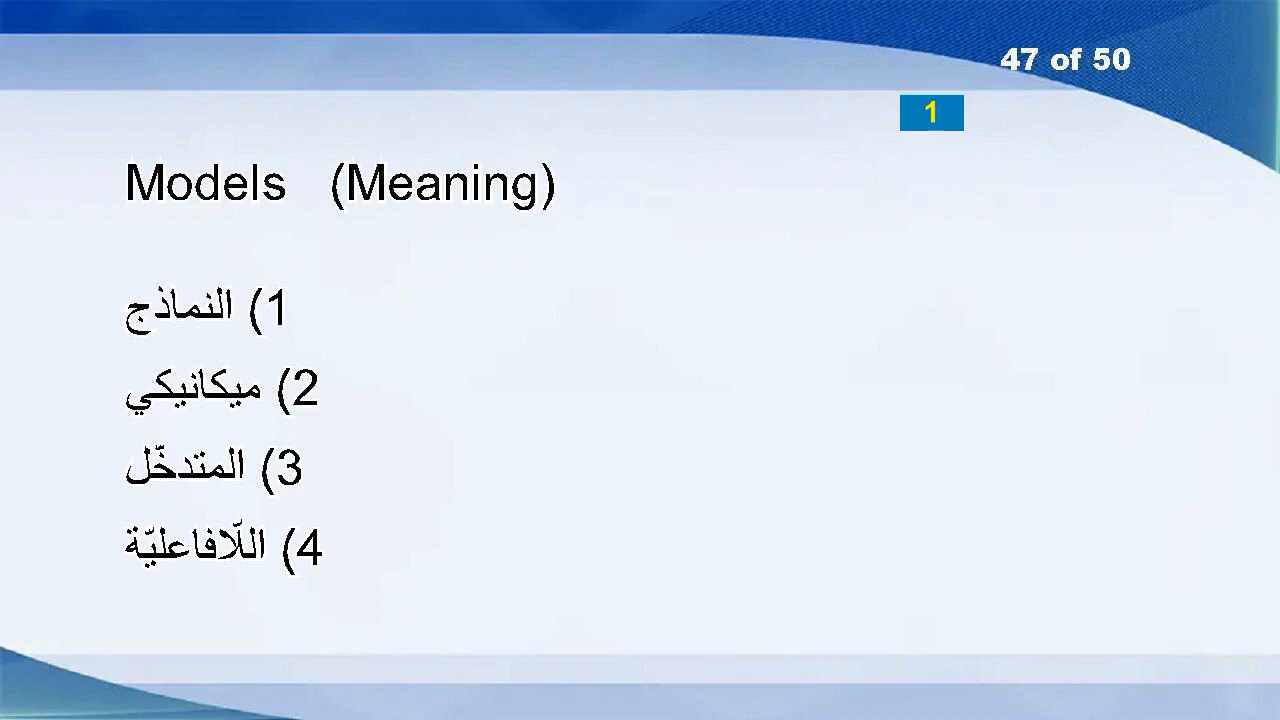 47 of 50
1
Models (Meaning)
1) النماذج
2) ميكانيكي
3) المتدخّل
4) اللّافاعليّة